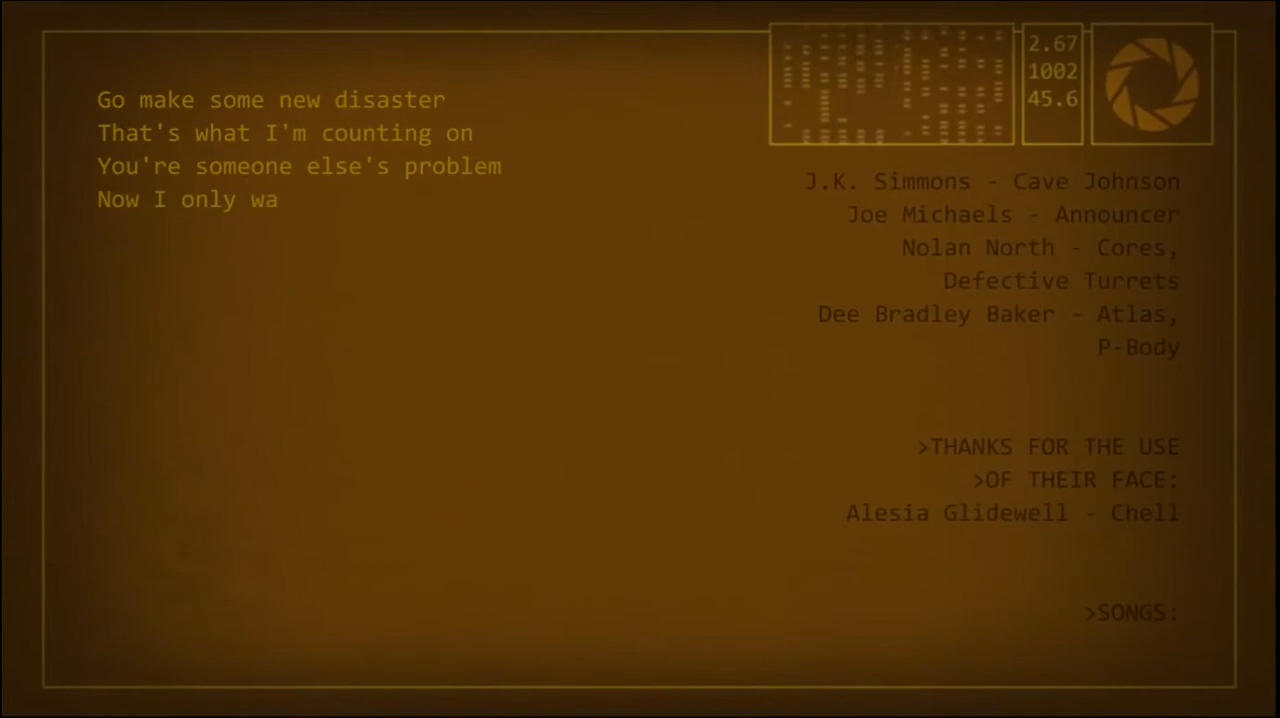 Go make some new disaster
That's what I'm counting on
You're someone else's problem
Now I only wa
2.67
1002
45.6
J.K. Simmons - Cave Johnson
Joe Michaels - Announcer
Nolan North - Cores,
Defective Turrets
Dee Bradley Baker - Atlas,
P-Body
>THANKS FOR THE USE
>OF THEIR FACE:
Alesia Glidewell - Chell
>SONGS: